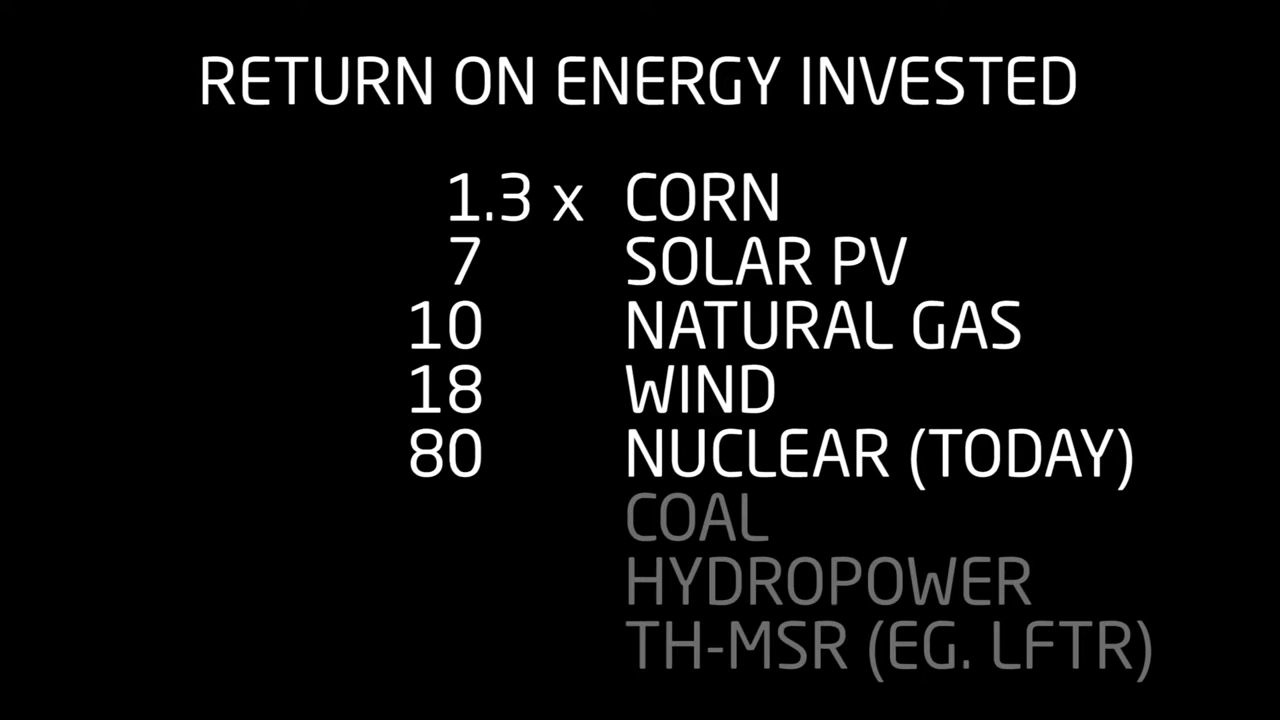 RETURN ON ENERGY INVESTED
1.3 x CORN
7 SOLAR PV
10 NATURAL GAS
18 WIND
80 NUCLEAR (TODAY)
COAL
HYDROPOWER
TH-MSR (EG. LFTR)